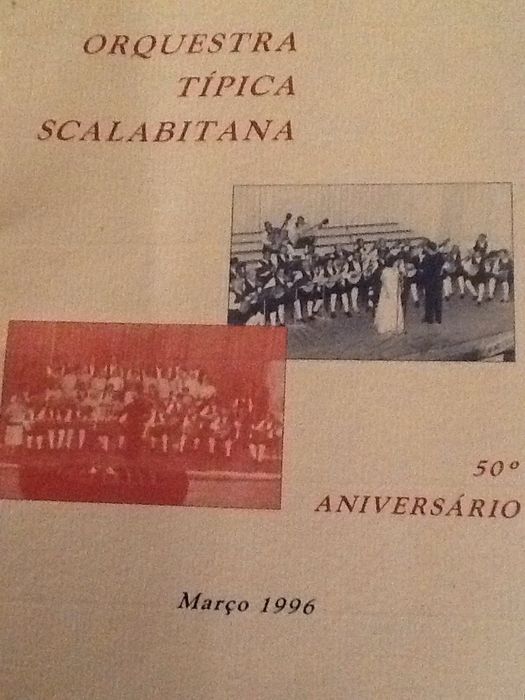 ORQUESTRA
TÍPICA
SCALABITANA
50º
ANIVERSÁRIO
Março 1996